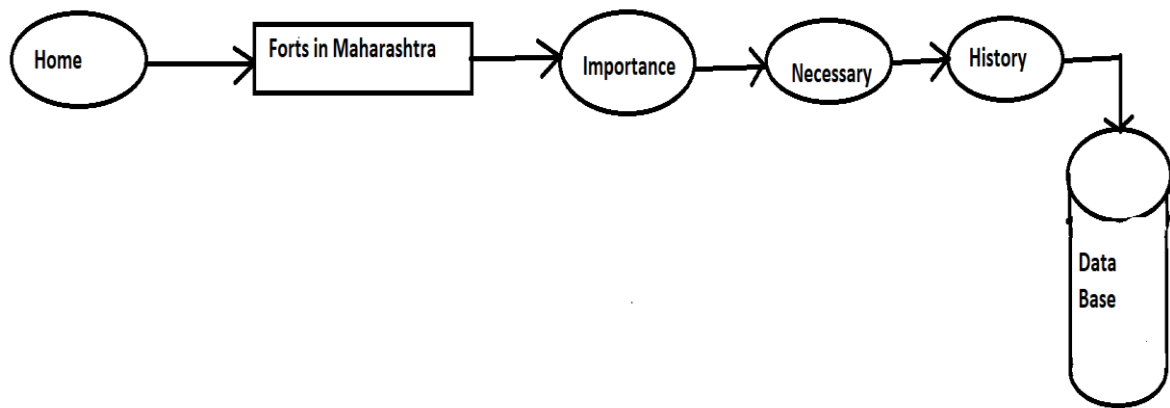 Home
Forts in Maharashtra
Importance
Necessary
History
Data
Base